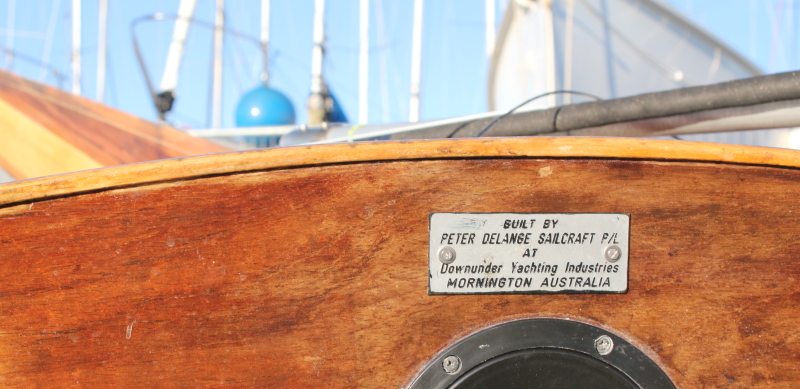 BUILT BY
PETER DELANGE SAILCRAFT P/L
AT
Downunder Yachting Industries
MORNINGTON AUSTRALIA